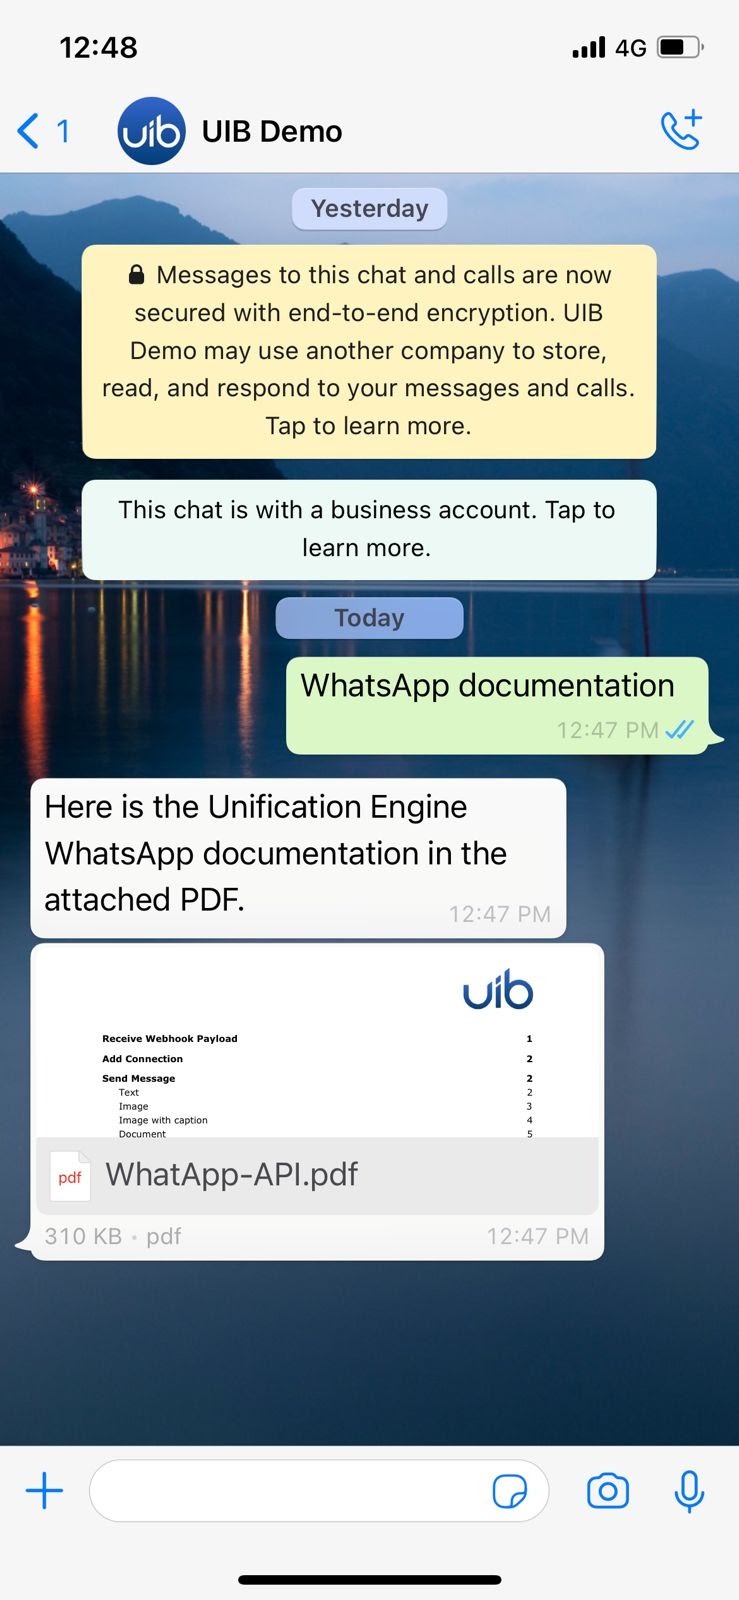 12:48
4G
1
uib
UIB Demo
Yesterday
Messages to this chat and calls are now
secured with end-to-end encryption. UIB
Demo may use another company to store,
read, and respond to your messages and calls.
Tap to learn more.
This chat is with a business account. Tap to
learn more.
Today
WhatsApp documentation
12:47 PM
Here is the Unification Engine
WhatsApp documentation in the
attached PDF.
12:47 PM
uib
Receive Webhook Payload 1
Add Connection 2
Send Message 2
Text 2
Image 3
Image with caption 4
Document 5
pdf WhatApp-API.pdf
310 KB • pdf 12:47 PM